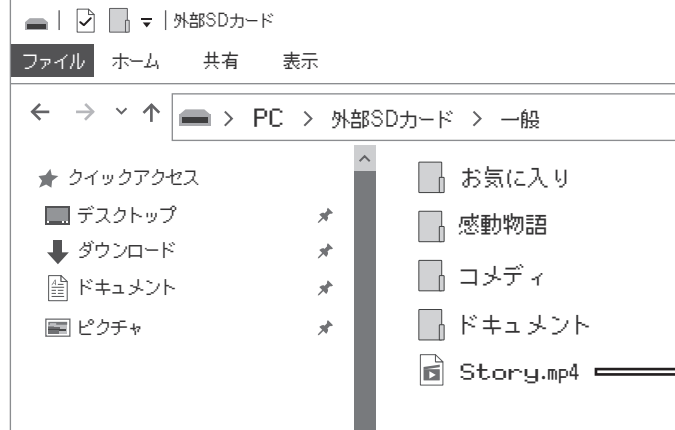 外部SDカード
ファイル ホーム 共有 表示
PC > 外部SDカード > 一般
クイックアクセス
デスクトップ
ダウンロード
ドキュメント
ピクチャ
お気に入り
感動物語
コメディ
ドキュメント
Story.mp4